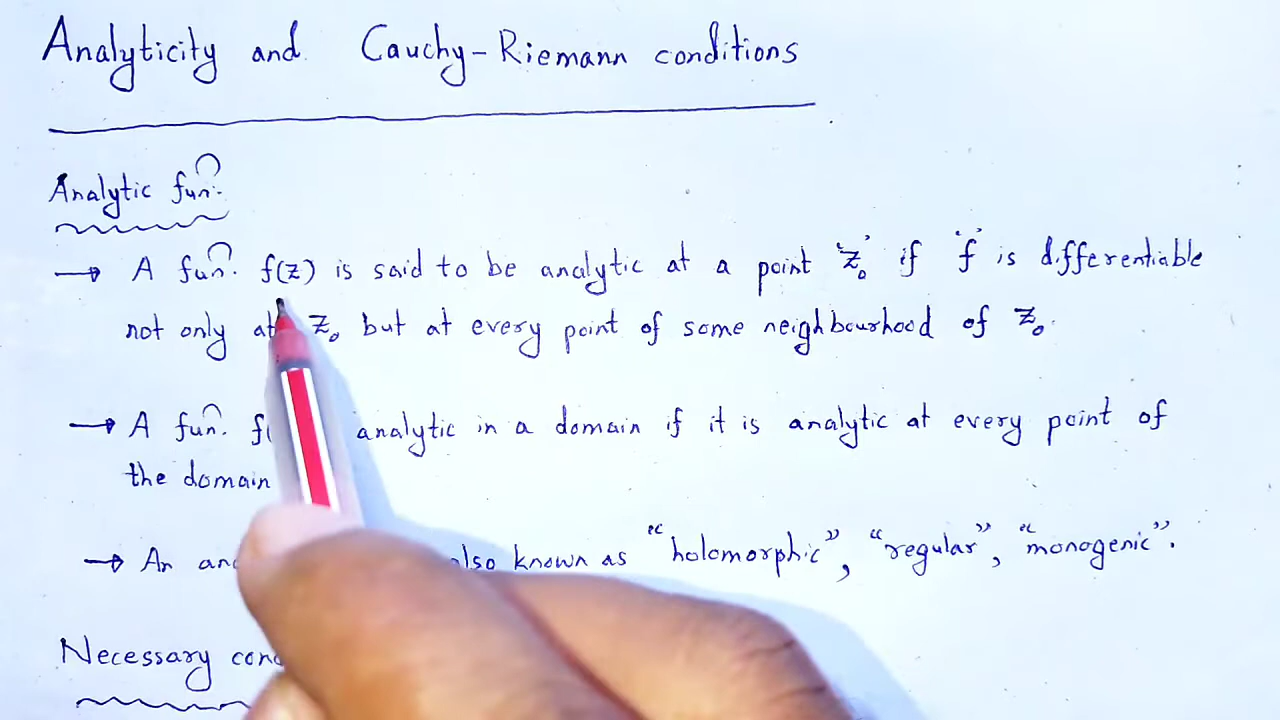 Analyticity and Cauchy-Riemann conditions
Analytic fun.
→ A fun. f(z) is said to be analytic at a point 'z₀' if 'f' is differentiable
not only at z₀ but at every point of some neighbourhood of z₀.
→ A fun. analytic in a domain if it is analytic at every point of
the domain
→ An also known as "holomorphic", "regular", "monogenic".
Necessary